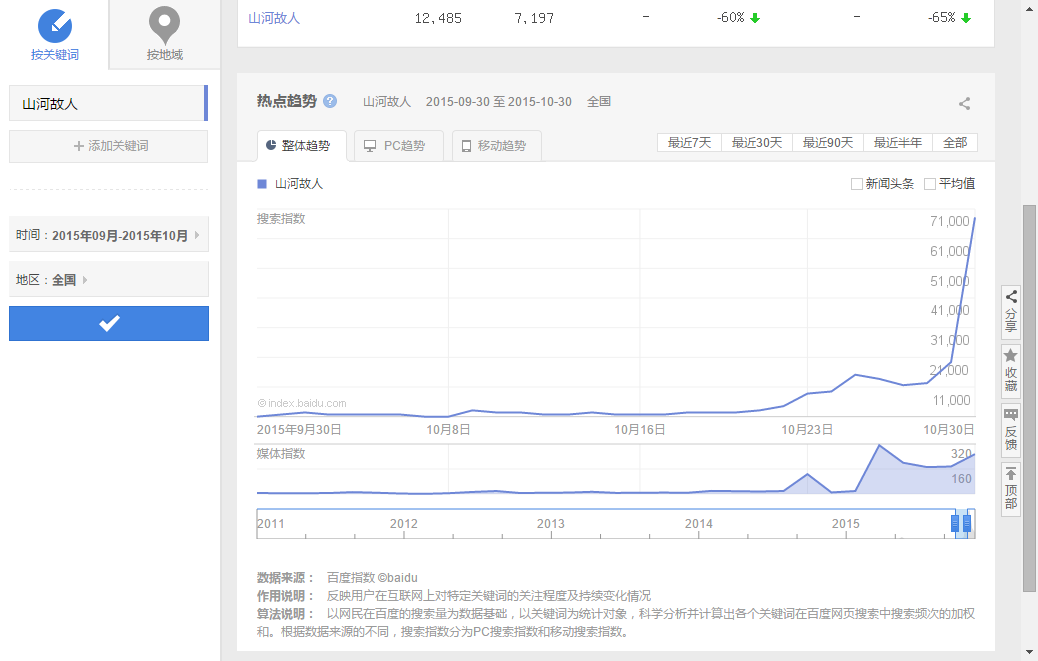 按关键词
按地域
山河故人
添加关键词
时间：2015年09月-2015年10月
地区：全国
山河故人 12,485 7,197 - -60% - -65%
热点趋势 ? 山河故人 2015-09-30 至 2015-10-30 全国
整体趋势 PC趋势 移动趋势 最近7天 最近30天 最近90天 最近半年 全部
山河故人 新闻头条 平均值
搜索指数
71,000
61,000
51,000
41,000
31,000
21,000
11,000
©index.baidu.com
2015年9月30日 10月8日 10月16日 10月23日 10月30日
媒体指数
320
160
2011 2012 2013 2014 2015
数据来源： 百度指数 ©baidu
作用说明： 反映用户在互联网上对特定关键词的关注程度及持续变化情况
算法说明： 以网民在百度的搜索量为数据基础，以关键词为统计对象，科学分析并计算出各个关键词在百度网页搜索中搜索频次的加权
和。根据数据来源的不同，搜索指数分为PC搜索指数和移动搜索指数。
分享
收藏
反馈
顶部